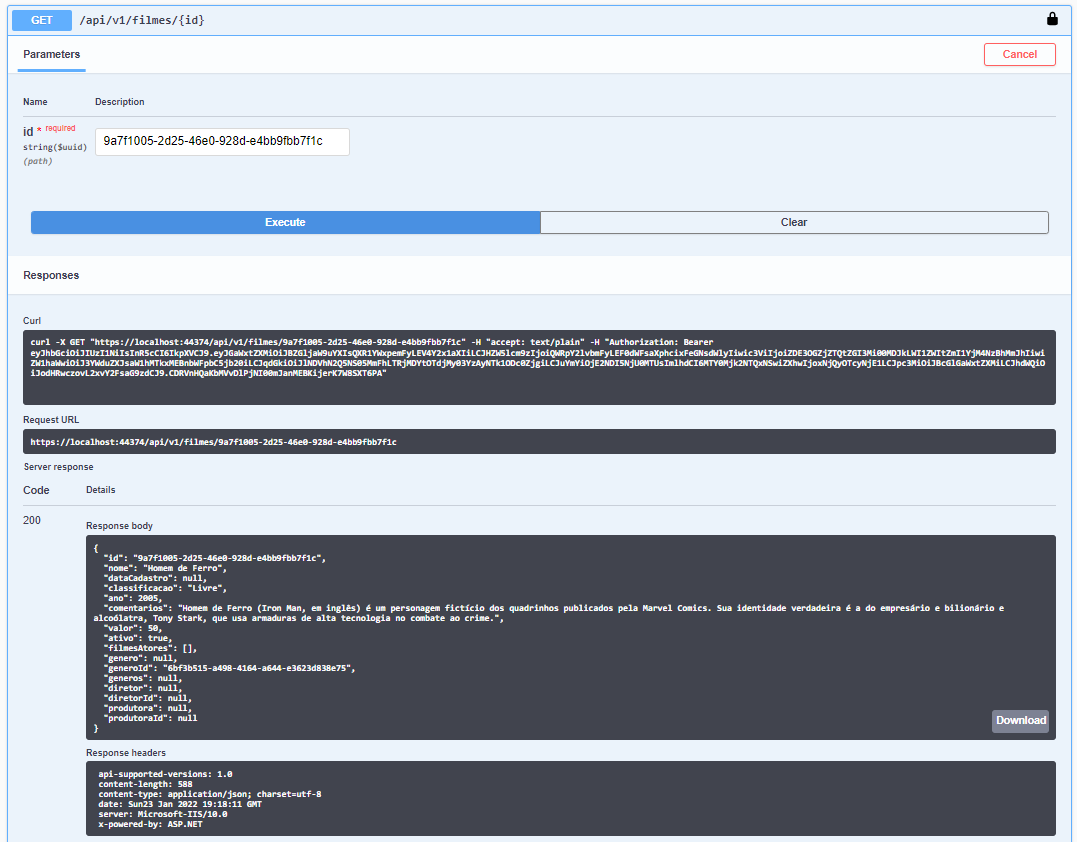 GET /api/v1/filmes/{id}
Parameters
Cancel
Name Description
id * required
string($uuid)
(path)
9a7f1005-2d25-46e0-928d-e4bb9fbb7f1c
Execute Clear
Responses
Curl
curl -X GET "https://localhost:44374/api/v1/filmes/9a7f1005-2d25-46e0-928d-e4bb9fbb7f1c" -H "accept: text/plain" -H "Authorization: Bearer
Request URL
https://localhost:44374/api/v1/filmes/9a7f1005-2d25-46e0-928d-e4bb9fbb7f1c
Server response
Code Details
200
Response body
{
"id": "9a7f1005-2d25-46e0-928d-e4bb9fbb7f1c",
"nome": "Homem de Ferro",
"dataCadastro": null,
"classificacao": "Livre",
"ano": 2005,
"comentarios": "Homem de Ferro (Iron Man, em inglês) é um personagem fictício dos quadrinhos publicados pela Marvel Comics. Sua identidade verdadeira é a do empresário e bilionário e
alcoólatra, Tony Stark, que usa armaduras de alta tecnologia no combate ao crime.",
"valor": 50,
"ativo": true,
"filmesAtores": [],
"genero": null,
"generoId": "6bf3b515-a498-4164-a644-e3623d838e75",
"generos": null,
"diretor": null,
"diretorId": null,
"produtora": null,
"produtoraId": null
}
Download
Response headers
api-supported-versions: 1.0
content-length: 588
content-type: application/json; charset=utf-8
date: Sun23 Jan 2022 19:18:11 GMT
server: Microsoft-IIS/10.0
x-powered-by: ASP.NET